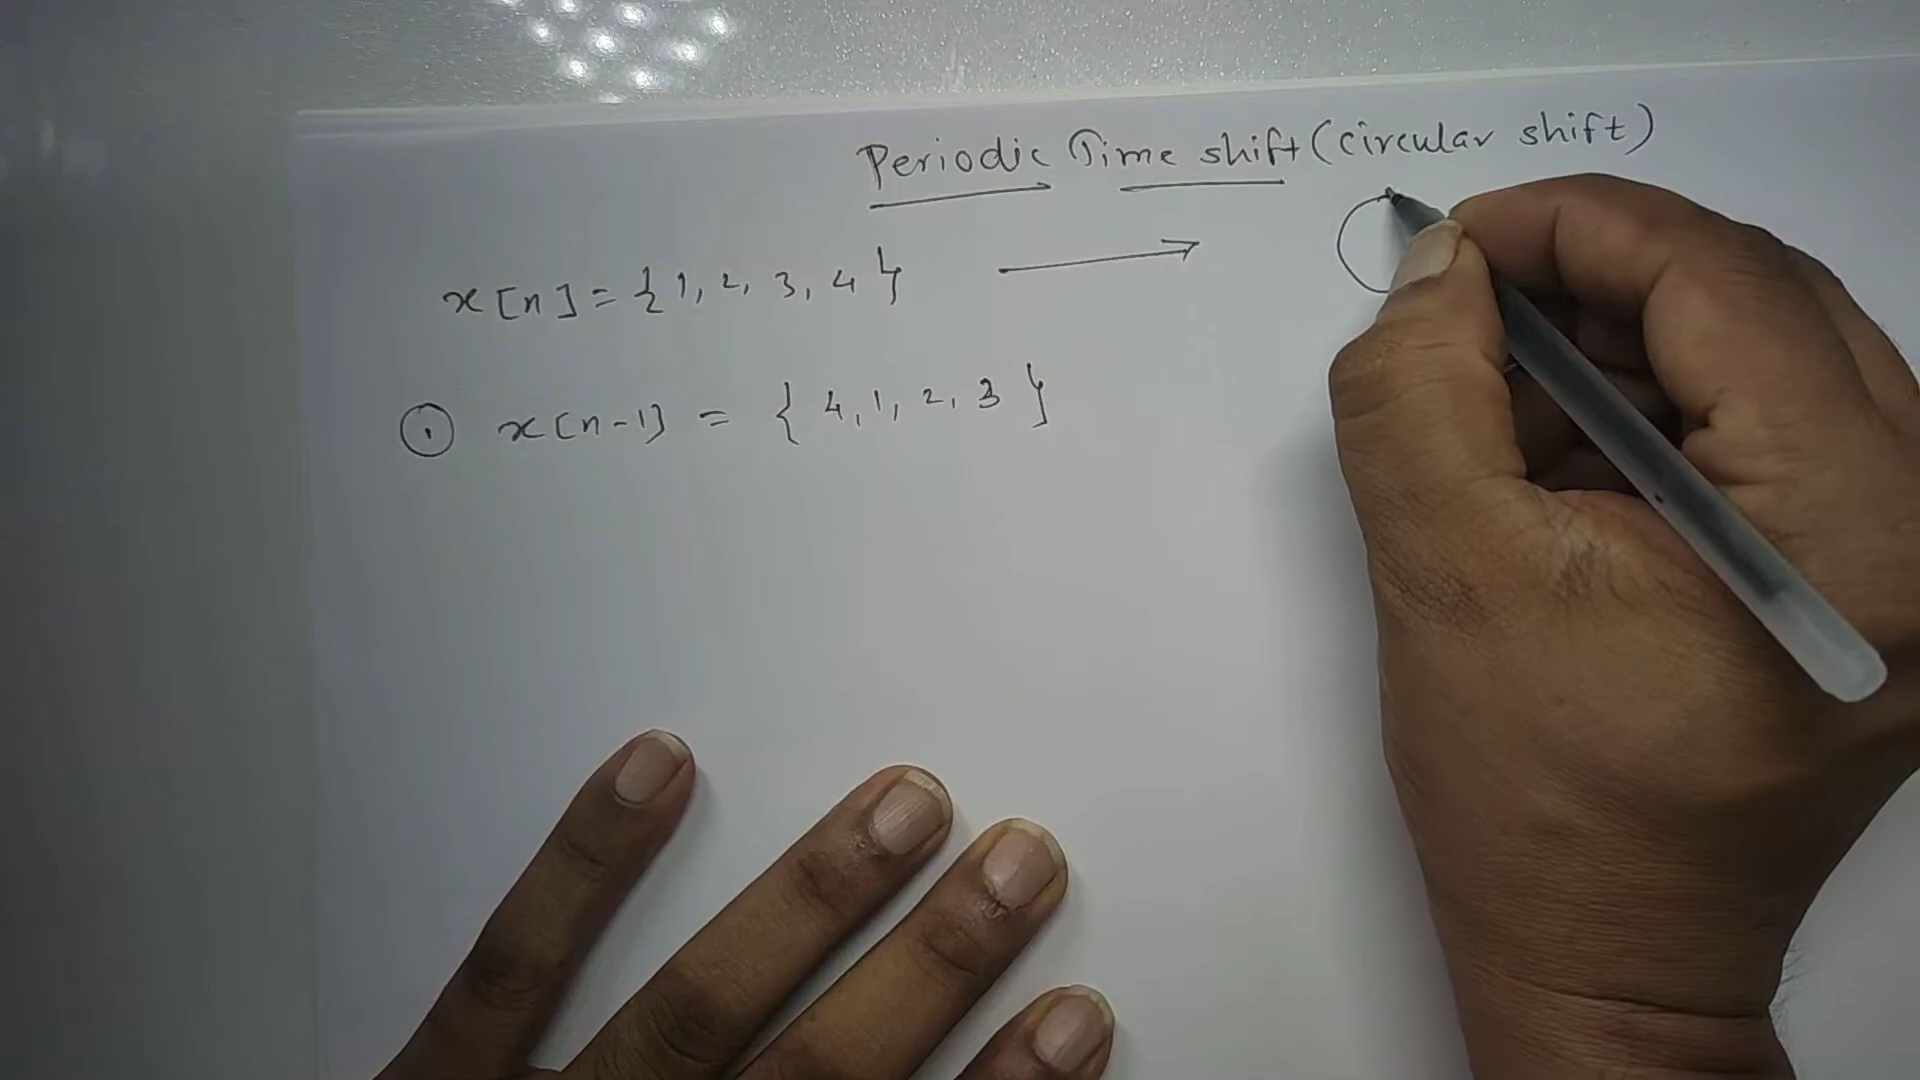 Periodic Time shift (circular shift)
x[n] = {1, 2, 3, 4}
① x[n-1] = {4, 1, 2, 3}